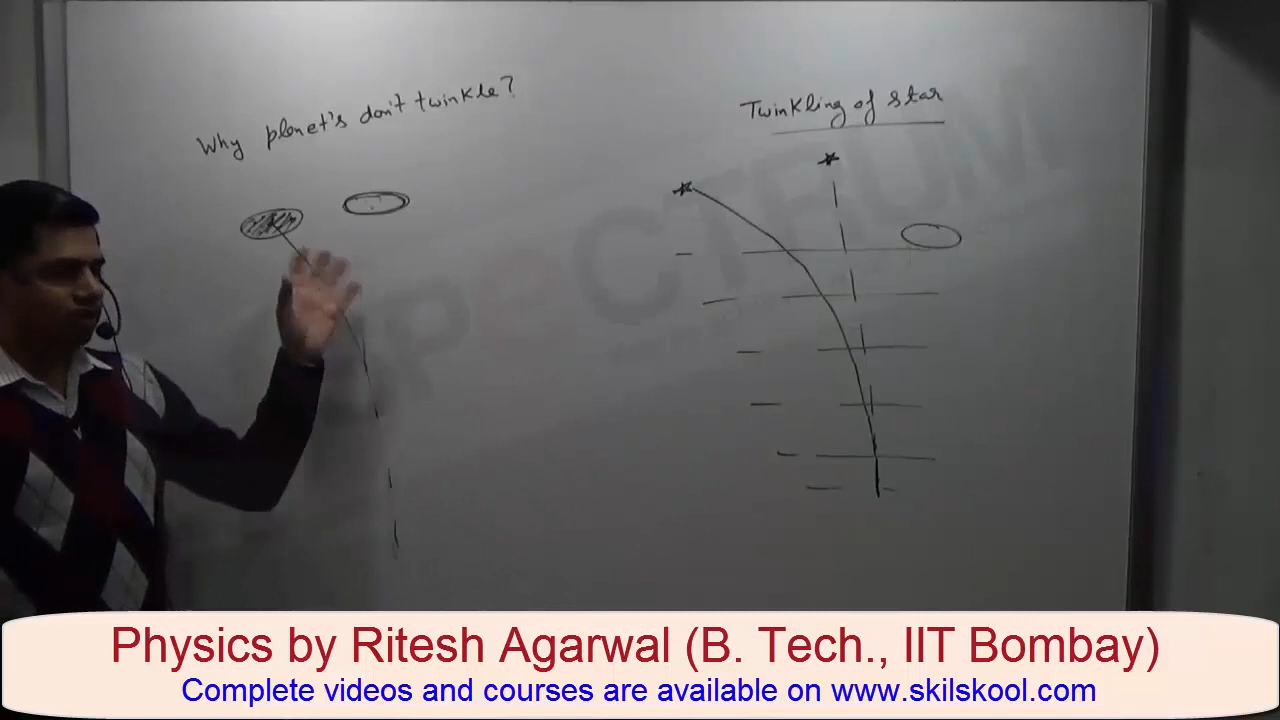 Why planet's don't twinkle?
Twinkling of star
SPECTRUM
Physics by Ritesh Agarwal (B. Tech., IIT Bombay)
Complete videos and courses are available on www.skilskool.com